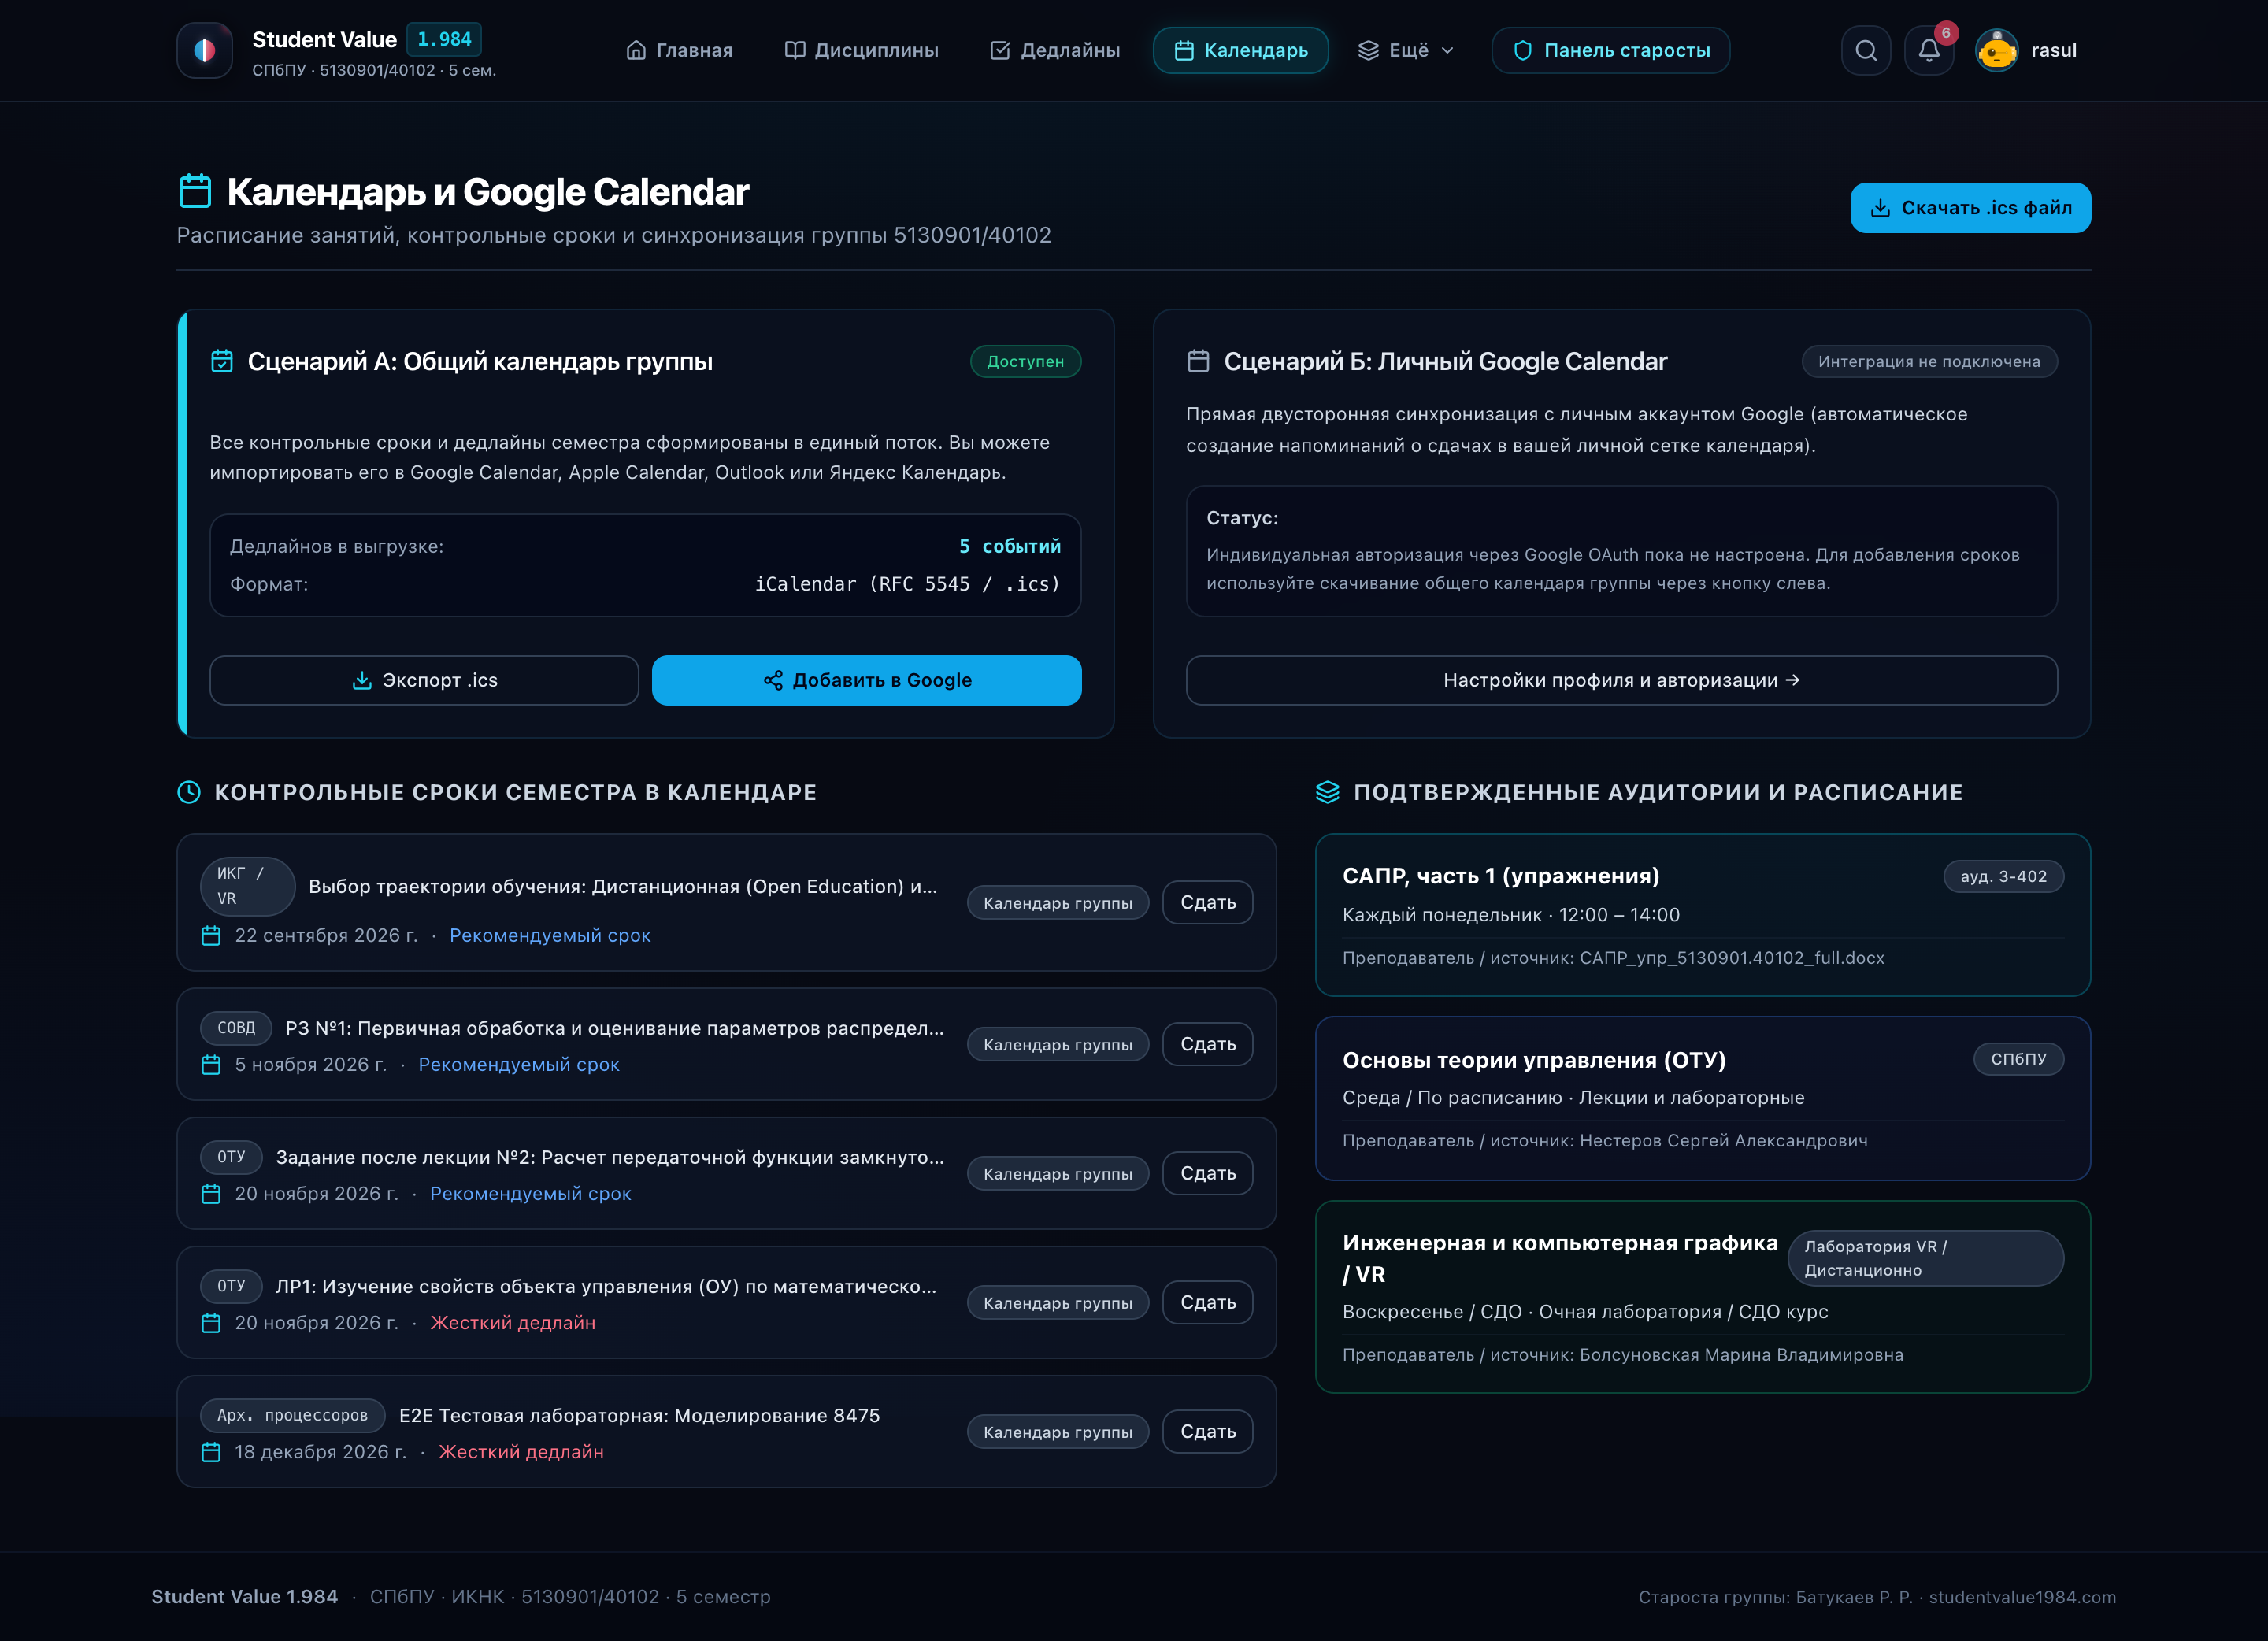 Student Value 1.984
СПбПУ · 5130901/40102 · 5 сем.
Главная
Дисциплины
Дедлайны
Календарь
Ещё
Панель старосты
6
rasul
Календарь и Google Calendar
Расписание занятий, контрольные сроки и синхронизация группы 5130901/40102
Скачать .ics файл
Сценарий А: Общий календарь группы
Доступен
Все контрольные сроки и дедлайны семестра сформированы в единый поток. Вы можете
импортировать его в Google Calendar, Apple Calendar, Outlook или Яндекс Календарь.
Дедлайнов в выгрузке: 5 событий
Формат: iCalendar (RFC 5545 / .ics)
Экспорт .ics
Добавить в Google
Сценарий Б: Личный Google Calendar
Интеграция не подключена
Прямая двусторонняя синхронизация с личным аккаунтом Google (автоматическое
создание напоминаний о сдачах в вашей личной сетке календаря).
Статус:
Индивидуальная авторизация через Google OAuth пока не настроена. Для добавления сроков
используйте скачивание общего календаря группы через кнопку слева.
Настройки профиля и авторизации →
КОНТРОЛЬНЫЕ СРОКИ СЕМЕСТРА В КАЛЕНДАРЕ
ИКГ /
VR
Выбор траектории обучения: Дистанционная (Open Education) и...
22 сентября 2026 г. · Рекомендуемый срок
Календарь группы
Сдать
СОВД
РЗ №1: Первичная обработка и оценивание параметров распредел...
5 ноября 2026 г. · Рекомендуемый срок
Календарь группы
Сдать
ОТУ
Задание после лекции №2: Расчет передаточной функции замкнуто...
20 ноября 2026 г. · Рекомендуемый срок
Календарь группы
Сдать
ОТУ
ЛР1: Изучение свойств объекта управления (ОУ) по математическо...
20 ноября 2026 г. · Жесткий дедлайн
Календарь группы
Сдать
Арх. процессоров
E2E Тестовая лабораторная: Моделирование 8475
18 декабря 2026 г. · Жесткий дедлайн
Календарь группы
Сдать
ПОДТВЕРЖДЕННЫЕ АУДИТОРИИ И РАСПИСАНИЕ
САПР, часть 1 (упражнения)
ауд. 3-402
Каждый понедельник · 12:00 – 14:00
Преподаватель / источник: САПР_упр_5130901.40102_full.docx
Основы теории управления (ОТУ)
СПбПУ
Среда / По расписанию · Лекции и лабораторные
Преподаватель / источник: Нестеров Сергей Александрович
Инженерная и компьютерная графика
/ VR
Лаборатория VR /
Дистанционно
Воскресенье / СДО · Очная лаборатория / СДО курс
Преподаватель / источник: Болсуновская Марина Владимировна
Student Value 1.984 · СПбПУ · ИКНК · 5130901/40102 · 5 семестр
Староста группы: Батукаев Р. Р. · studentvalue1984.com